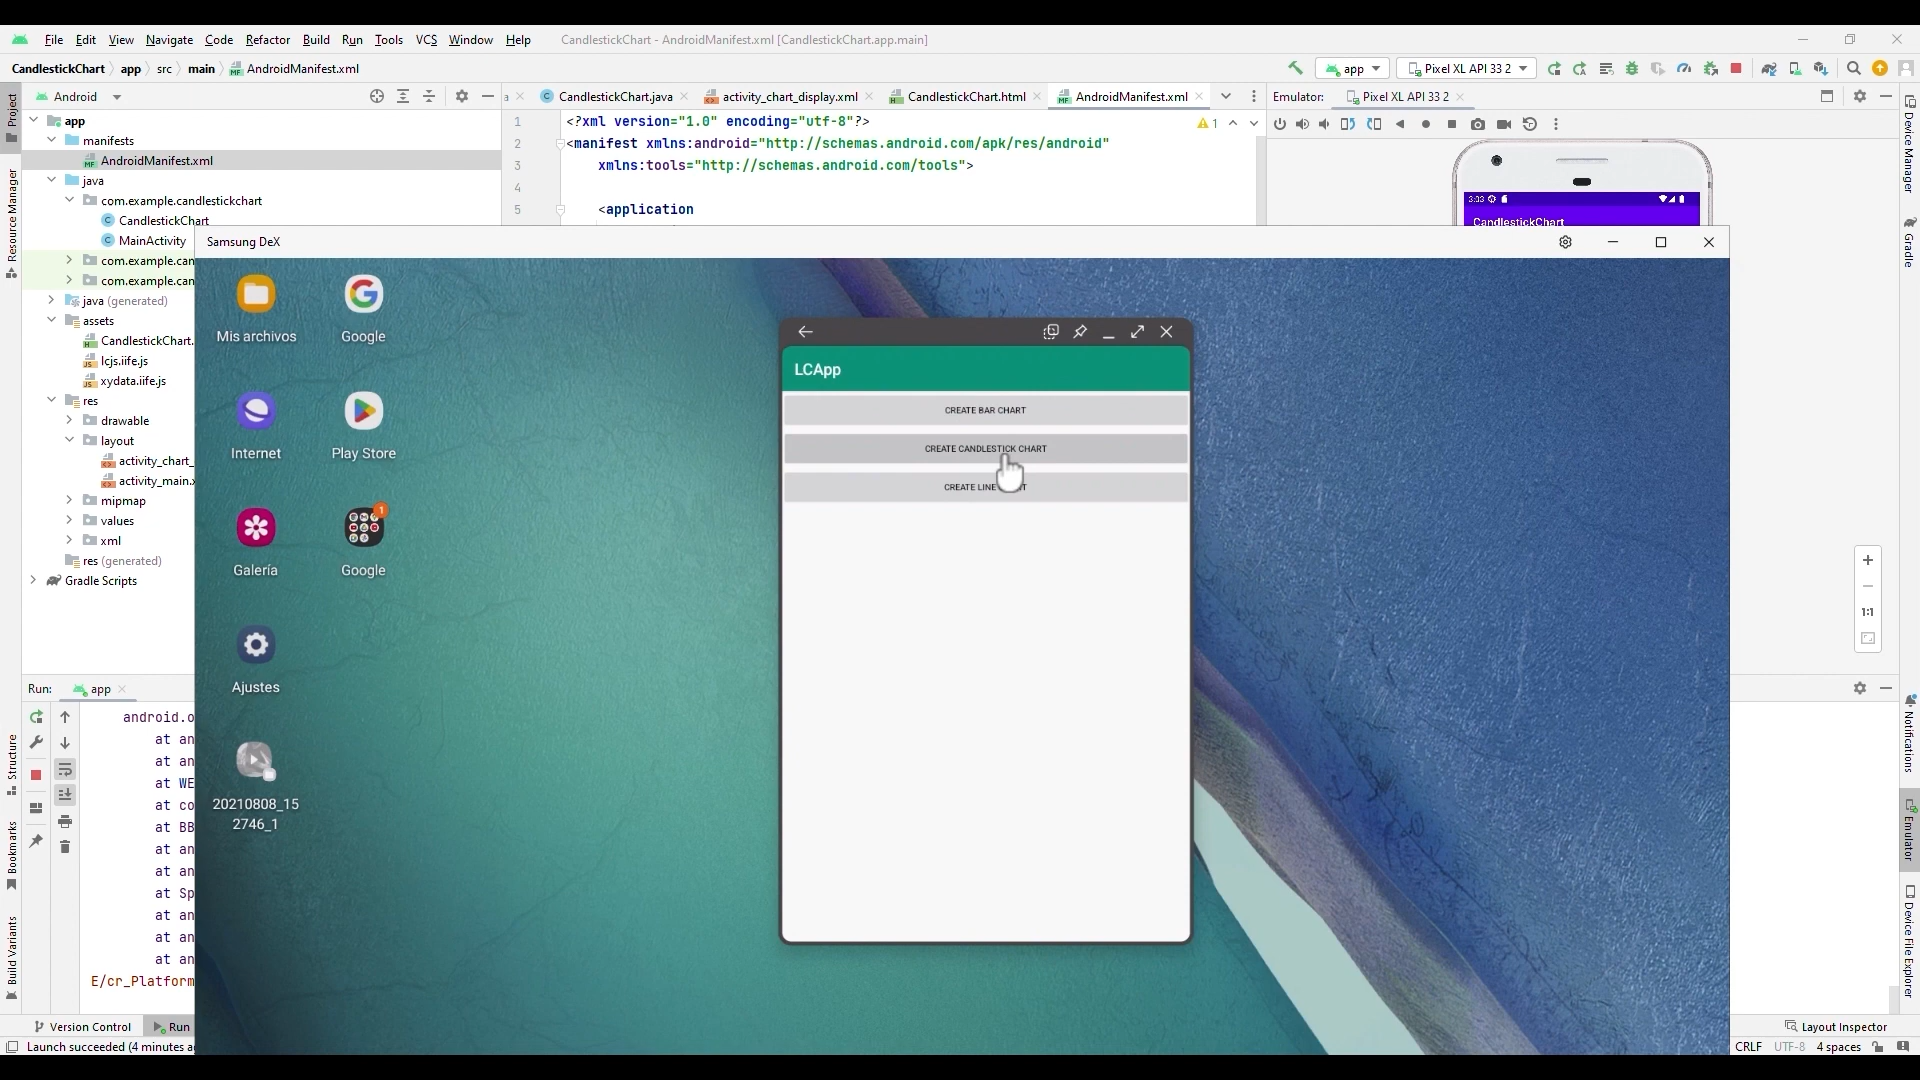 File Edit View Navigate Code Refactor Build Run Tools VCS Window Help CandlestickChart - AndroidManifest.xml [CandlestickChart.app.main]
CandlestickChart app src main AndroidManifest.xml app Pixel XL API 33 2
Android
a CandlestickChart.java activity_chart_display.xml CandlestickChart.html AndroidManifest.xml
Emulator: Pixel XL API 33 2
Project
Resource Manager
Structure
Bookmarks
Build Variants
app
manifests
AndroidManifest.xml
java
com.example.candlestickchart
CandlestickChart
MainActivity
com.example.can
com.example.can
java (generated)
assets
CandlestickChart.
lcjs.iife.js
xydata.iife.js
res
drawable
layout
activity_chart_
activity_main.x
mipmap
values
xml
res (generated)
Gradle Scripts
1 <?xml version="1.0" encoding="utf-8"?>
2 <manifest xmlns:android="http://schemas.android.com/apk/res/android"
3 xmlns:tools="http://schemas.android.com/tools">
4
5 <application
1
3:03
CandlestickChart
Samsung DeX
Mis archivos
Google
Internet
Play Store
Galería
1
Google
Ajustes
20210808_15
2746_1
LCApp
CREATE BAR CHART
CREATE CANDLESTICK CHART
CREATE LINE
1:1
Run: app
android.o
at an
at an
at WE
at co
at BB
at an
at an
at Sp
at an
at an
at an
E/cr_Platform
Version Control Run
Layout Inspector
Launch succeeded (4 minutes a
CRLF UTF-8 4 spaces
Device Manager
Gradle
Notifications
Emulator
Device File Explorer